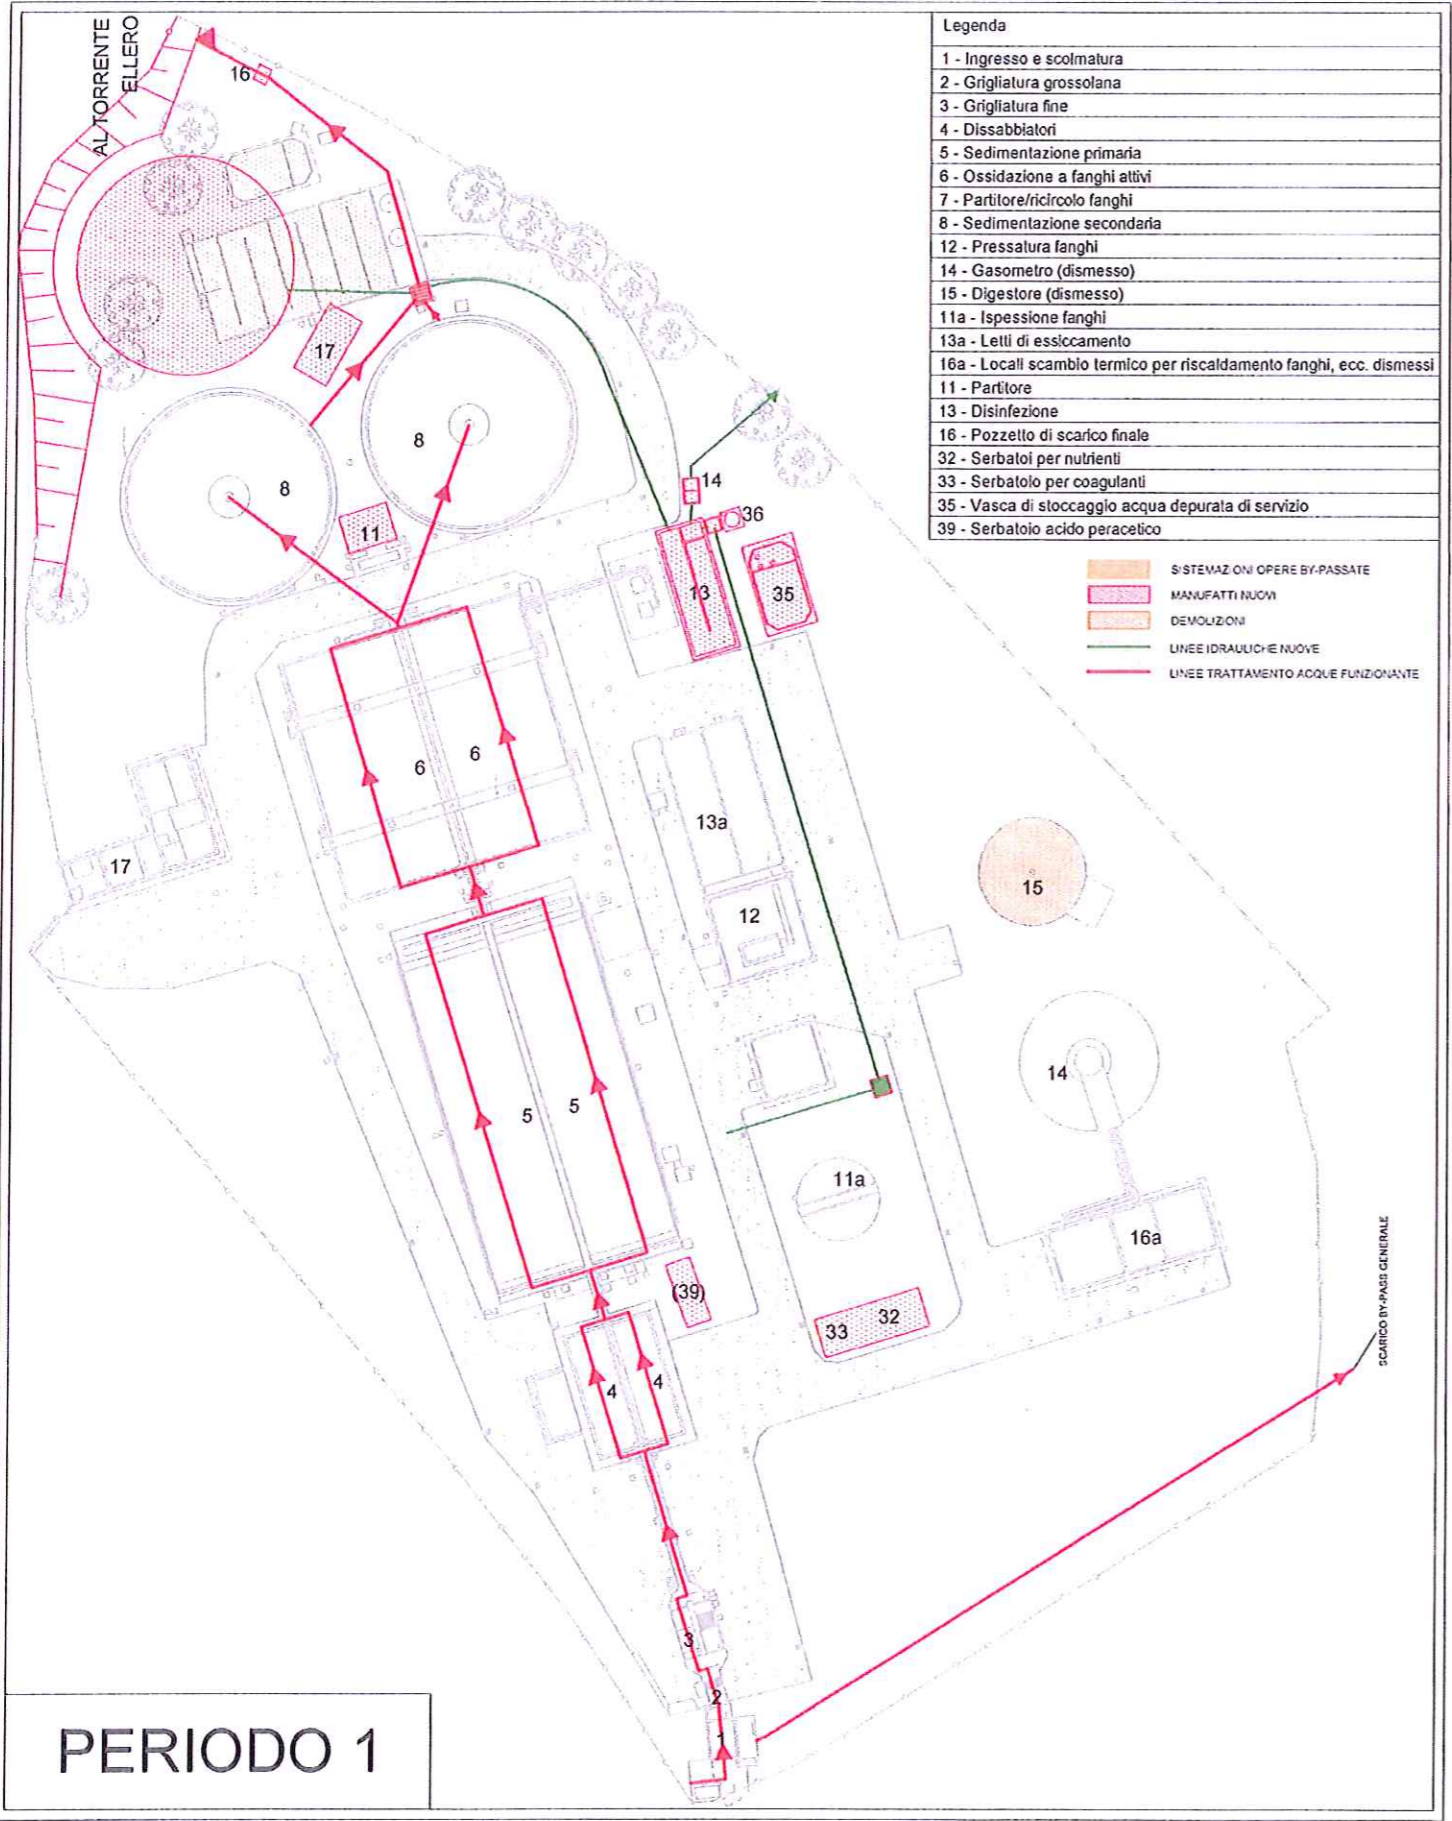 AL TORRENTE
ELLERO
Legenda
1 - Ingresso e scolmatura
2 - Grigliatura grossolana
3 - Grigliatura fine
4 - Dissabbiatori
5 - Sedimentazione primaria
6 - Ossidazione a fanghi attivi
7 - Partitore/ricircolo fanghi
8 - Sedimentazione secondaria
12 - Pressatura fanghi
14 - Gasometro (dismesso)
15 - Digestore (dismesso)
11a - Ispessione fanghi
13a - Letti di essiccamento
16a - Locali scambio termico per riscaldamento fanghi, ecc. dismessi
11 - Partitore
13 - Disinfezione
16 - Pozzetto di scarico finale
32 - Serbatoi per nutrienti
33 - Serbatoio per coagulanti
35 - Vasca di stoccaggio acqua depurata di servizio
39 - Serbatoio acido peracetico
SISTEMAZIONI OPERE BY-PASSATE
MANUFATTI NUOVI
DEMOLIZIONI
LINEE IDRAULICHE NUOVE
LINEE TRATTAMENTO ACQUE FUNZIONANTE
16
17
8
8
14
36
11
13
35
6
6
13a
17
12
15
14
5
5
11a
16a
(39)
33
32
4
4
SCARICO BY-PASS GENERALE
3
2
1
PERIODO 1